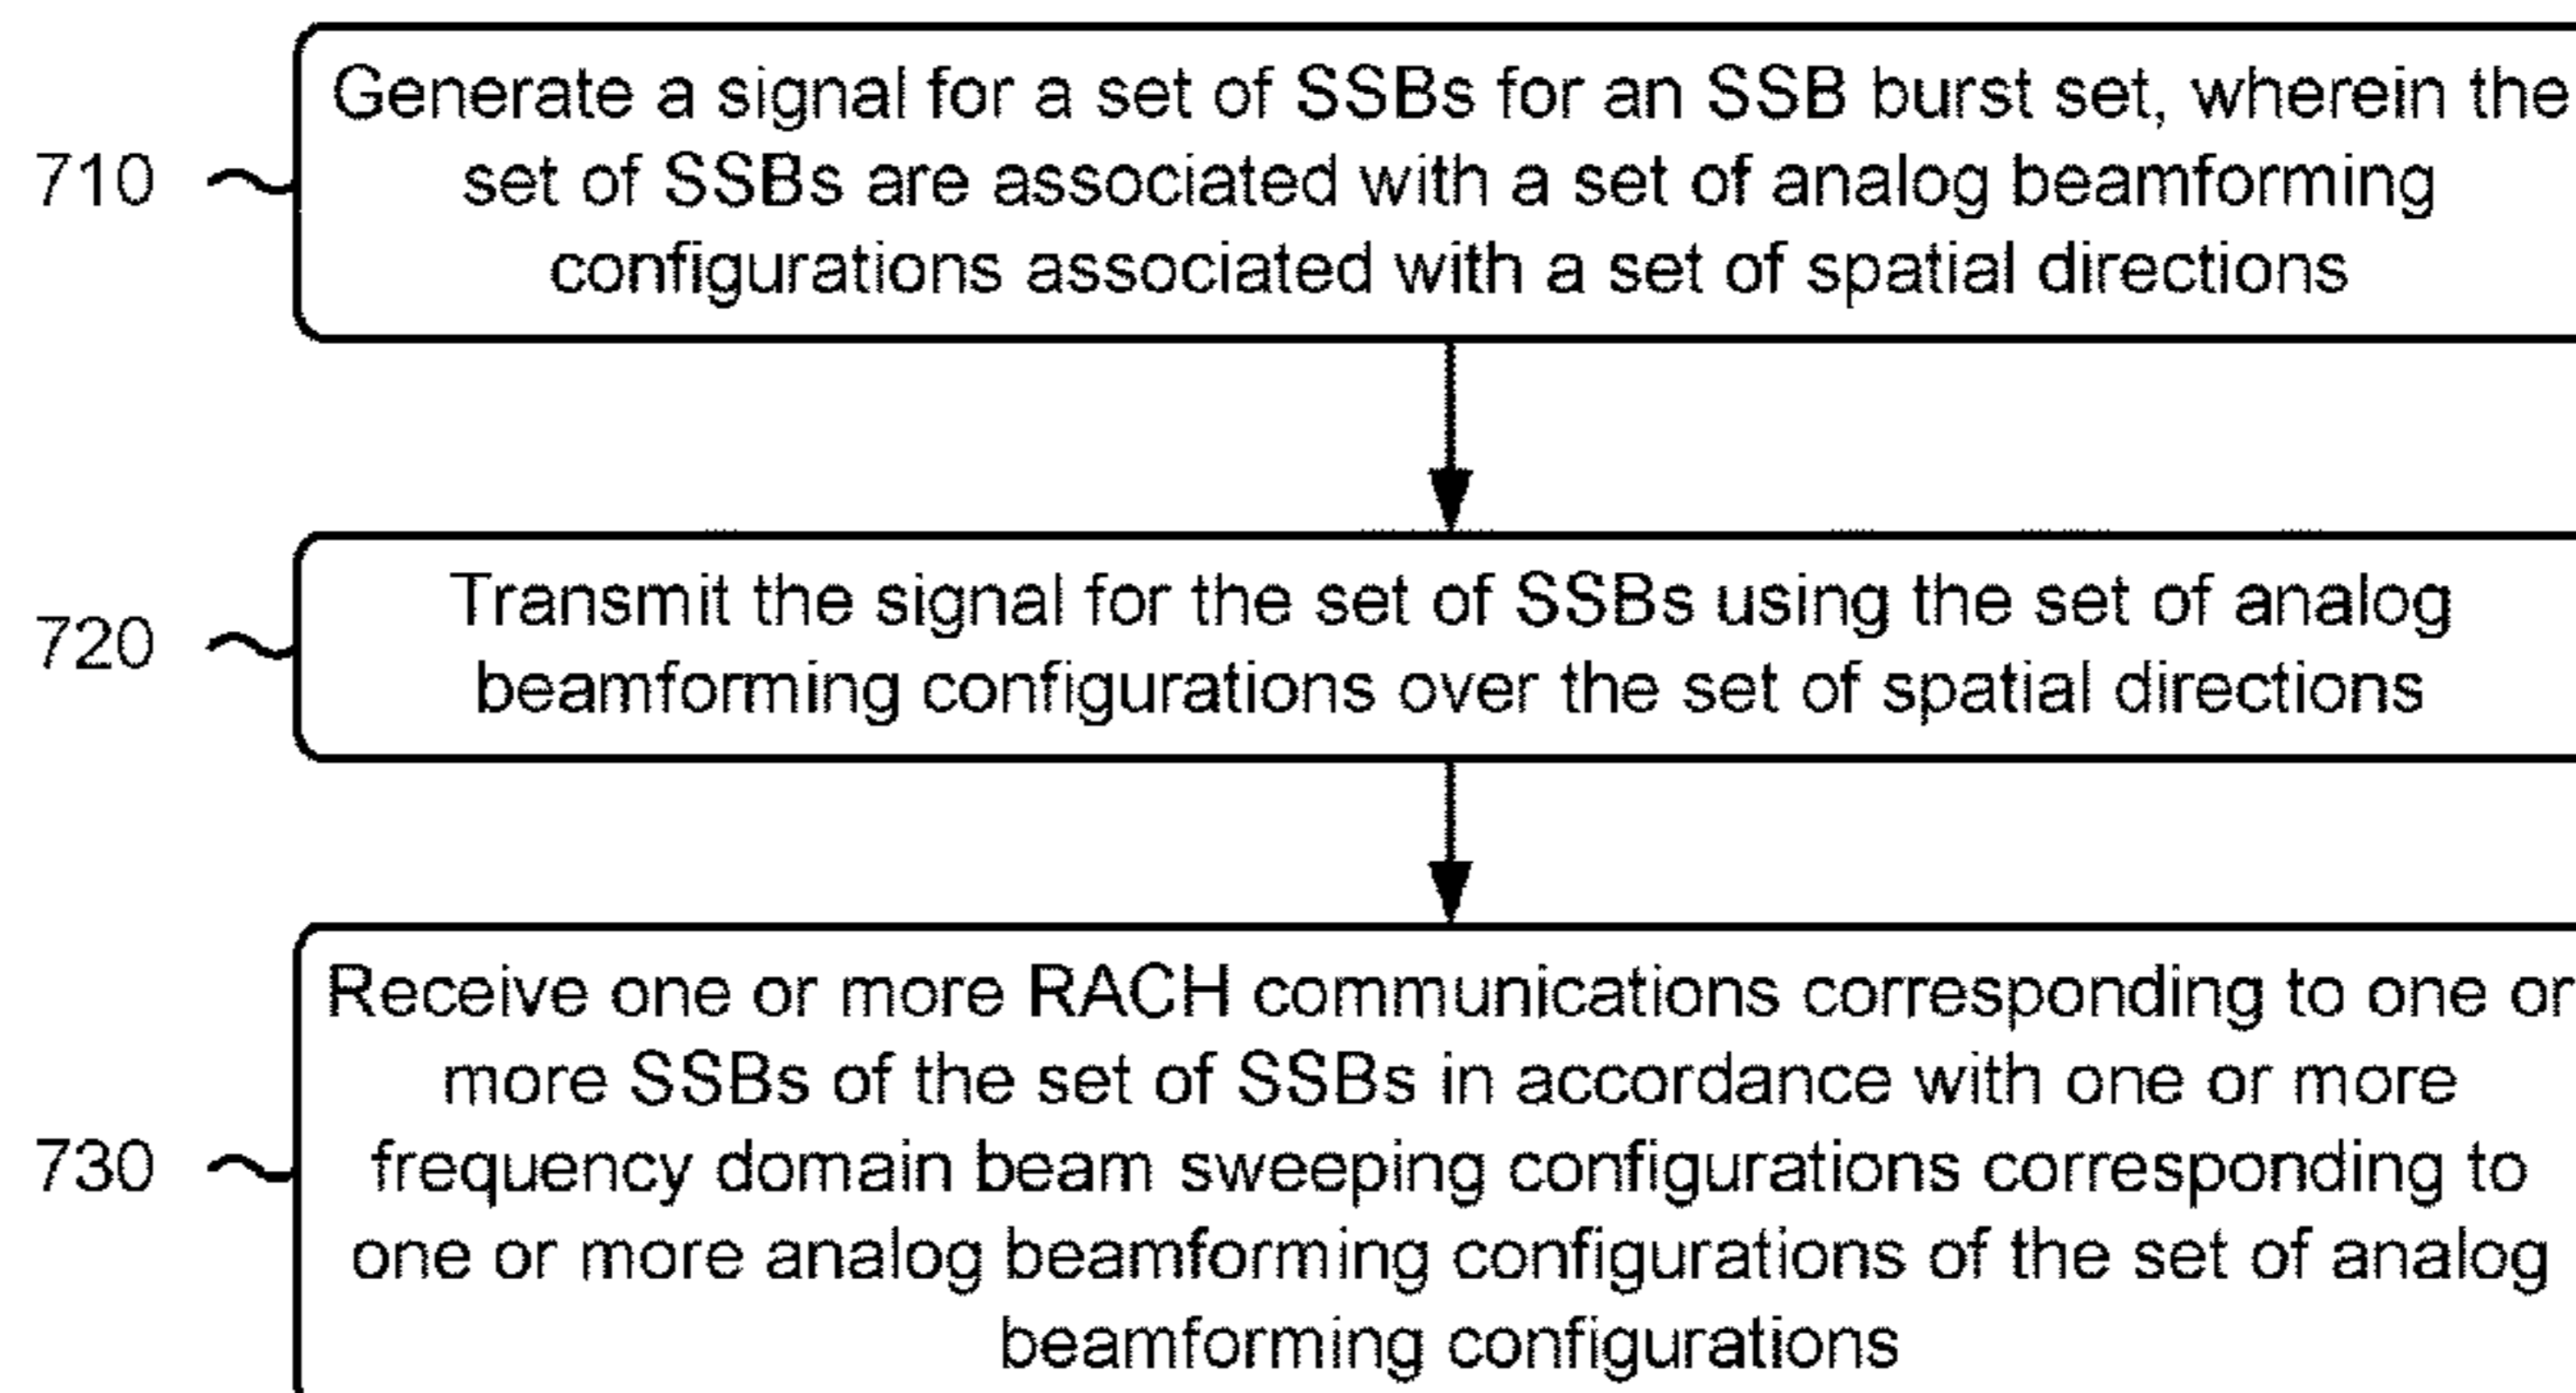 Generate a signal for a set of SSBs for an SSB burst set, wherein the
710
set of SSBs are associated with a set of analog beamforming
configurations associated with a set of spatial directions
Transmit the signal for the set of SSBs using the set of analog
720
beamforming configurations over the set of spatial directions
Receive one or more RACH communications corresponding to one or
more SSBs of the set of SSBs in accordance with one or more
730
frequency domain beam sweeping configurations corresponding to
one or more analog beamforming configurations of the set of analog
beamforming configurations